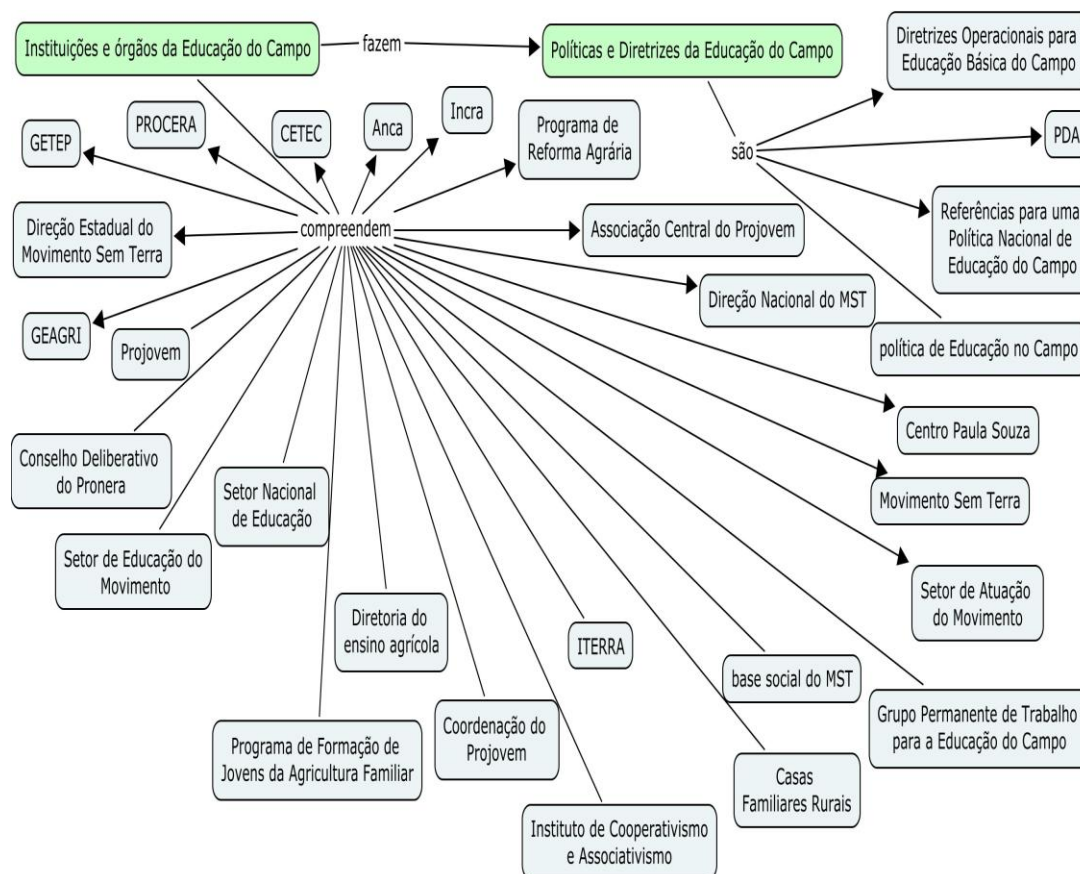 Instituições e órgãos da Educação do Campo
fazem
Políticas e Diretrizes da Educação do Campo
Diretrizes Operacionais para
Educação Básica do Campo
GETEP
PROCERA
CETEC
Anca
Incra
Programa de
Reforma Agrária
são
PDA
compreendem
Direção Estadual do
Movimento Sem Terra
Associação Central do Projovem
Referências para uma
Política Nacional de
Educação do Campo
Direção Nacional do MST
GEAGRI
Projovem
política de Educação no Campo
Centro Paula Souza
Conselho Deliberativo
do Pronera
Setor Nacional
de Educação
Movimento Sem Terra
Setor de Educação do
Movimento
Setor de Atuação
do Movimento
Diretoria do
ensino agrícola
ITERRA
base social do MST
Grupo Permanente de Trabalho
para a Educação do Campo
Programa de Formação de
Jovens da Agricultura Familiar
Coordenação do
Projovem
Casas
Familiares Rurais
Instituto de Cooperativismo
e Associativismo